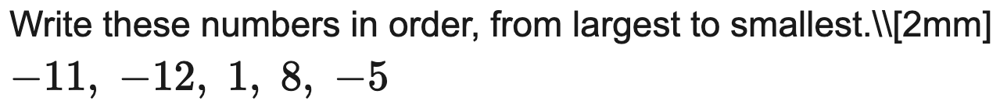 Write these numbers in order, from largest to smallest.\\[2mm]
−11, −12, 1, 8, −5